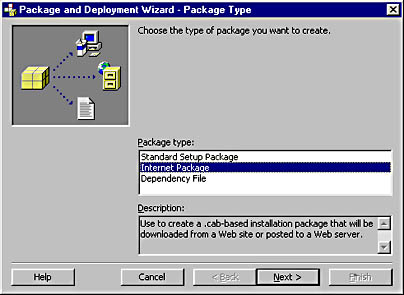 Package and Deployment Wizard - Package Type
Choose the type of package you want to create.
Package type:
Standard Setup Package
Internet Package
Dependency File
Description:
Use to create a .cab-based installation package that will be
downloaded from a Web site or posted to a Web server.
Help
Cancel
< Back
Next >
Finish